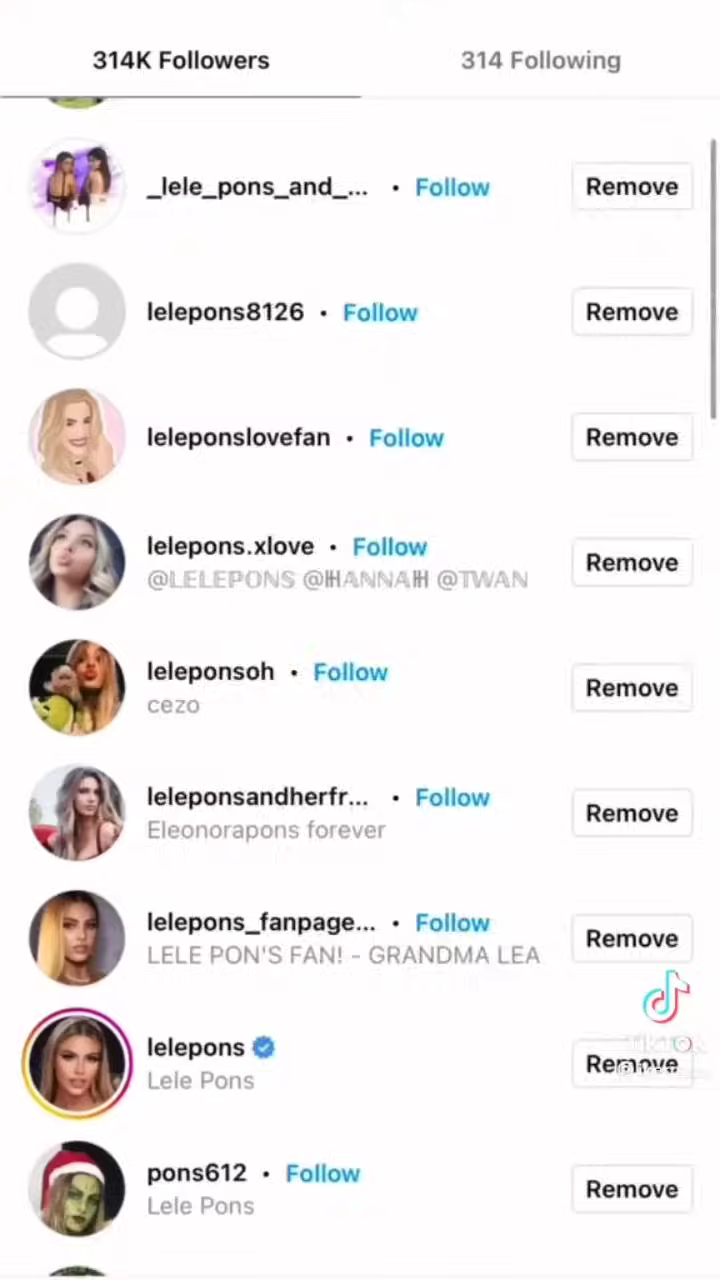 314K Followers
314 Following
_lele_pons_and_... • Follow
Remove
lelepons8126 • Follow
Remove
leleponslovefan • Follow
Remove
lelepons.xlove • Follow
@LELEPONS @HANNAH @TWAN
Remove
leleponsoh • Follow
cezo
Remove
leleponsandherfr... • Follow
Eleonorapons forever
Remove
lelepons_fanpage... • Follow
LELE PON'S FAN! - GRANDMA LEA
Remove
lelepons
Lele Pons
Remove
TikTok
pons612 • Follow
Lele Pons
Remove